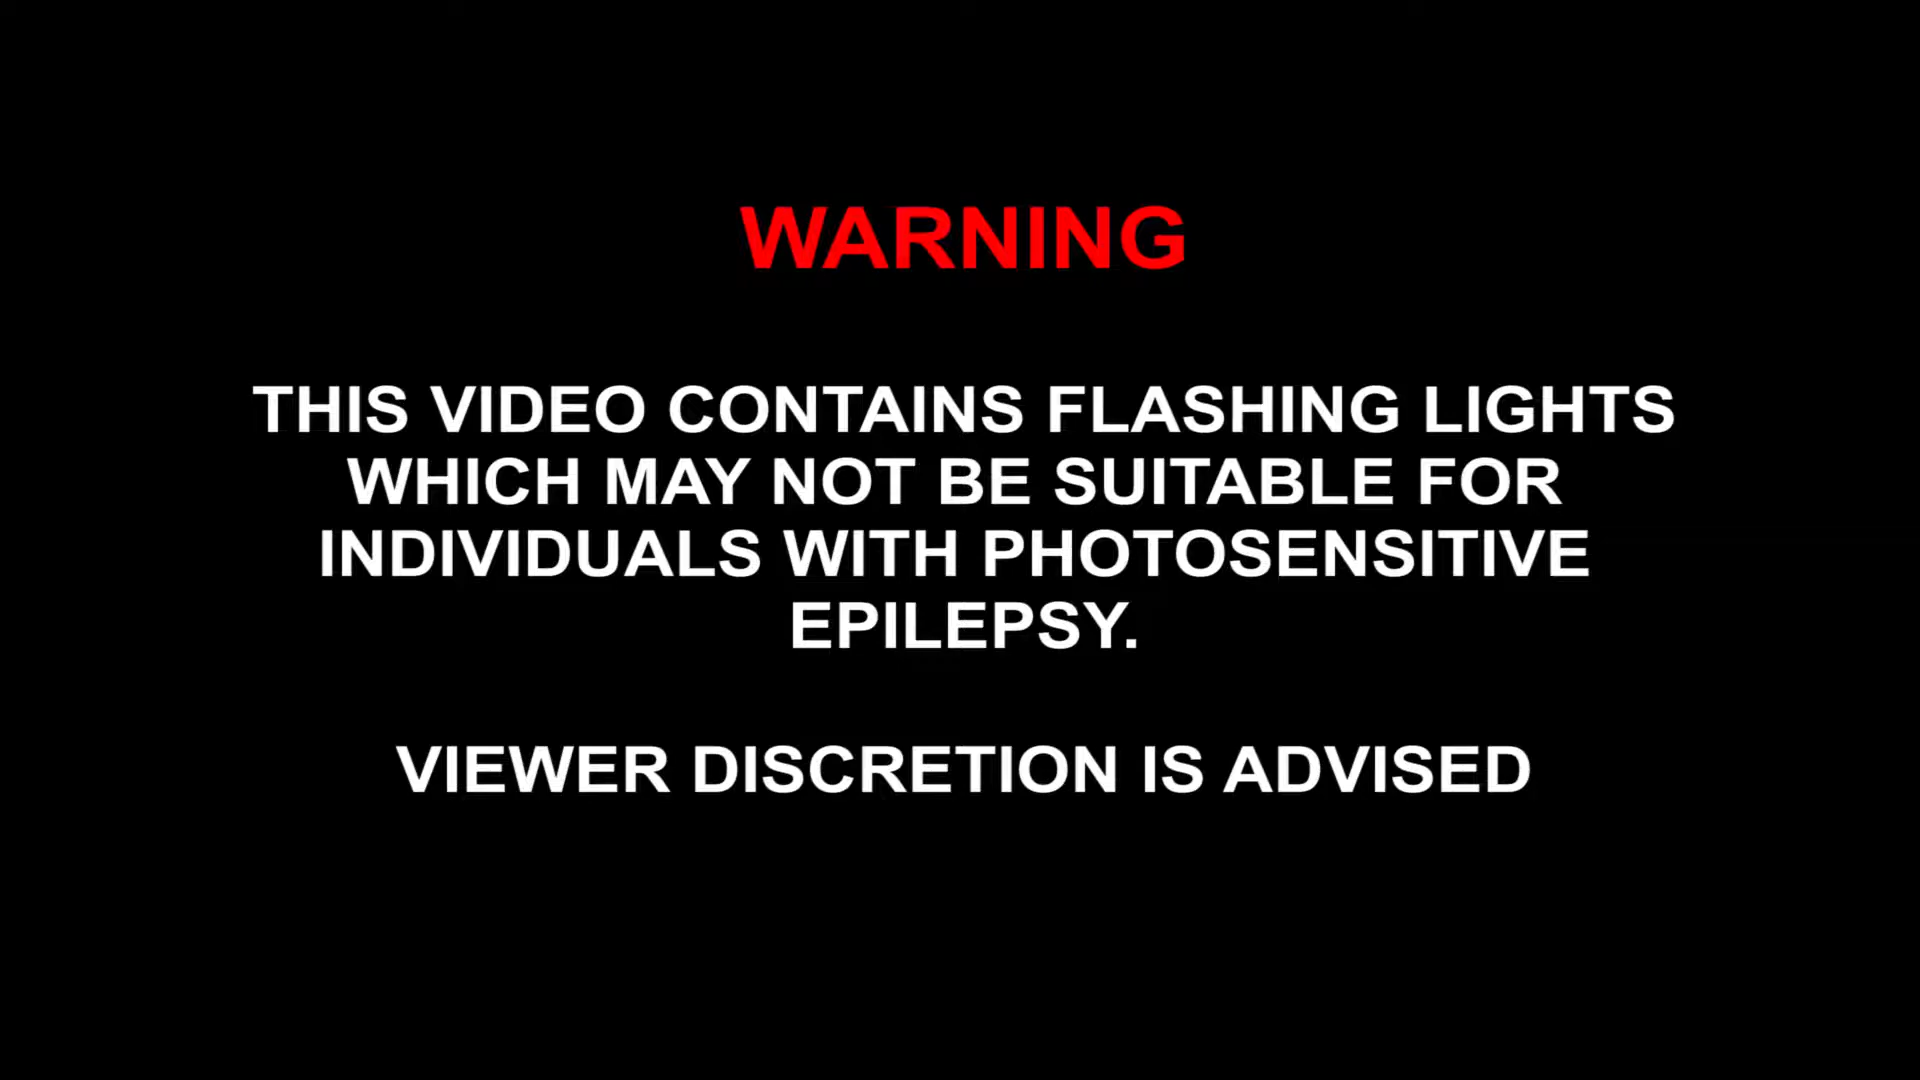 WARNING
THIS VIDEO CONTAINS FLASHING LIGHTS
WHICH MAY NOT BE SUITABLE FOR
INDIVIDUALS WITH PHOTOSENSITIVE
EPILEPSY.
VIEWER DISCRETION IS ADVISED